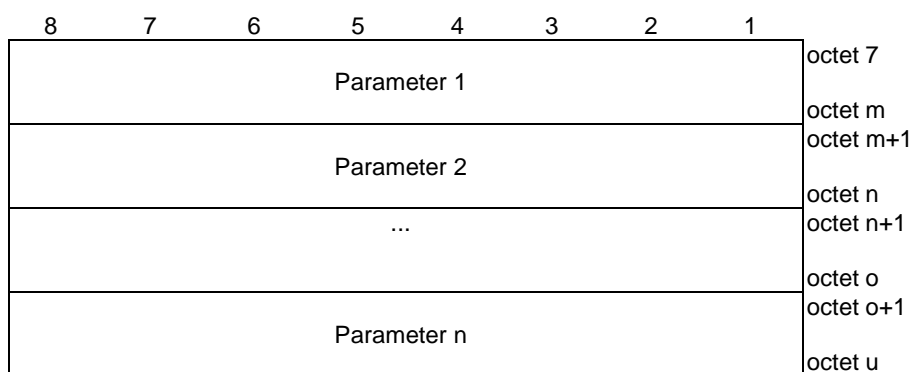 8 7 6 5 4 3 2 1
octet 7
Parameter 1
octet m
octet m+1
Parameter 2
octet n
... octet n+1
octet o
octet o+1
Parameter n
octet u